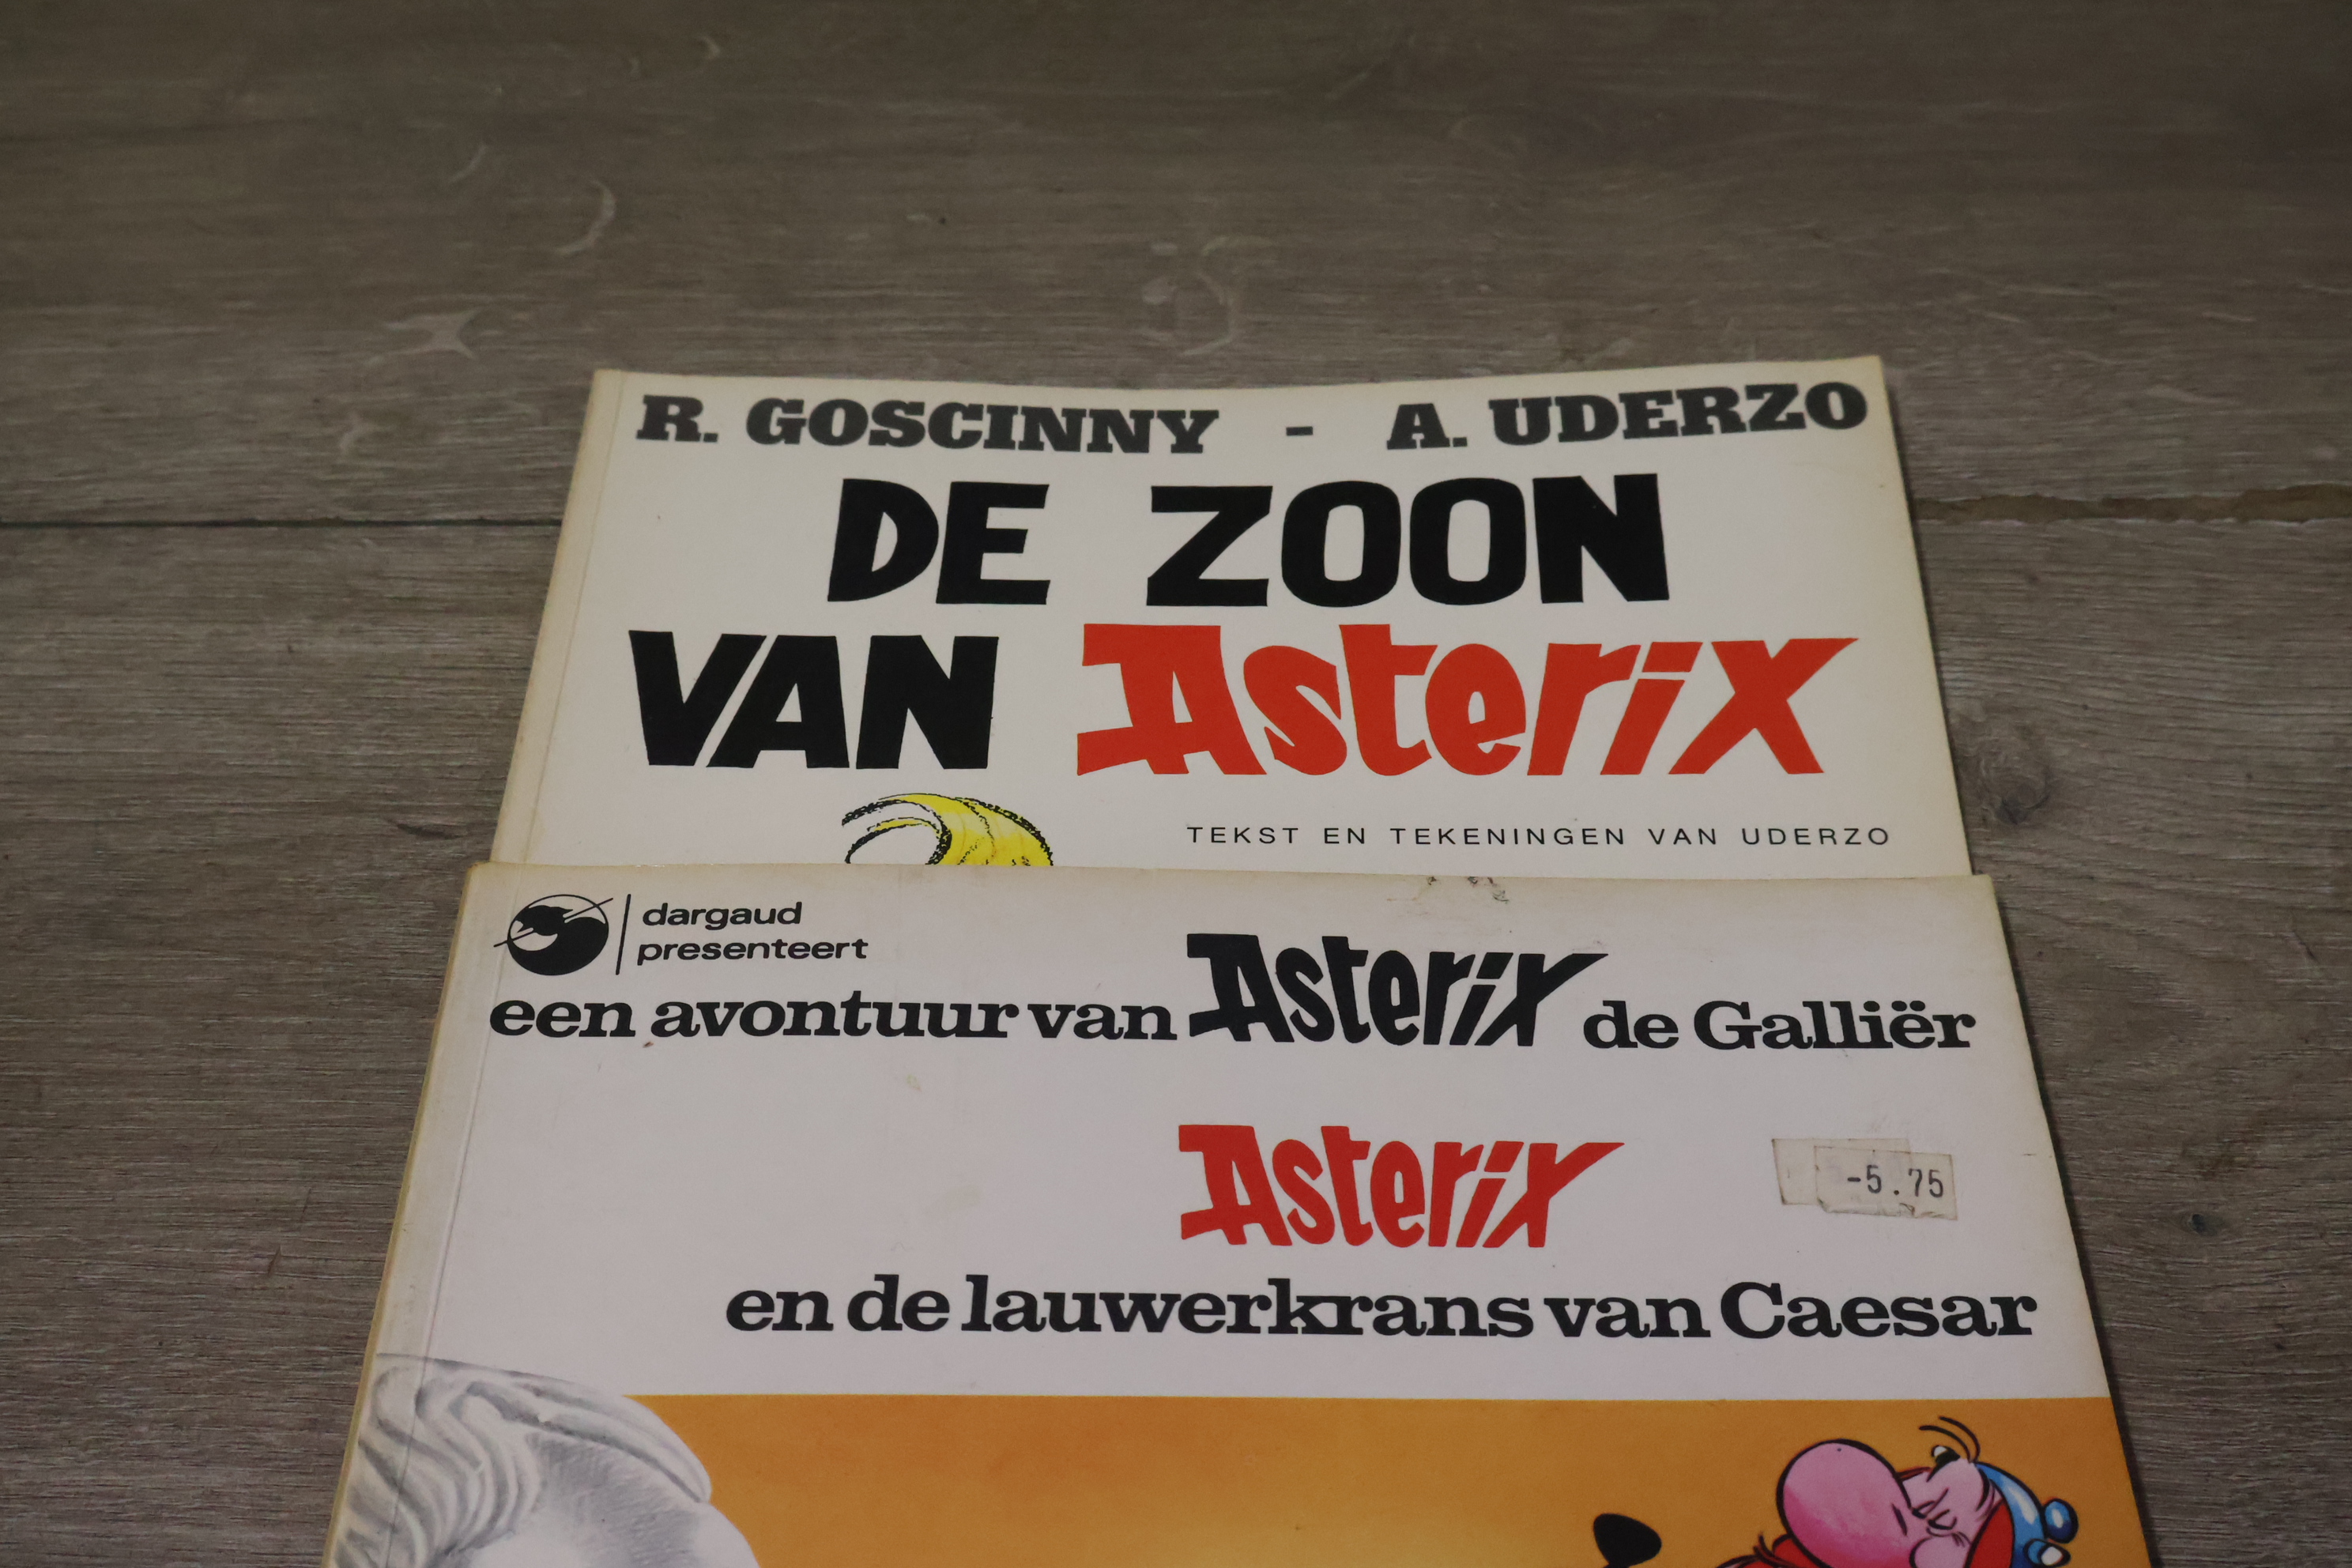 R. GOSCINNY - A. UDERZO
DE ZOON
VAN Asterix
TEKST EN TEKENINGEN VAN UDERZO
dargaud
presenteert
een avontuur van Asterix de Galliër
Asterix
-5.75
en de lauwerkrans van Caesar